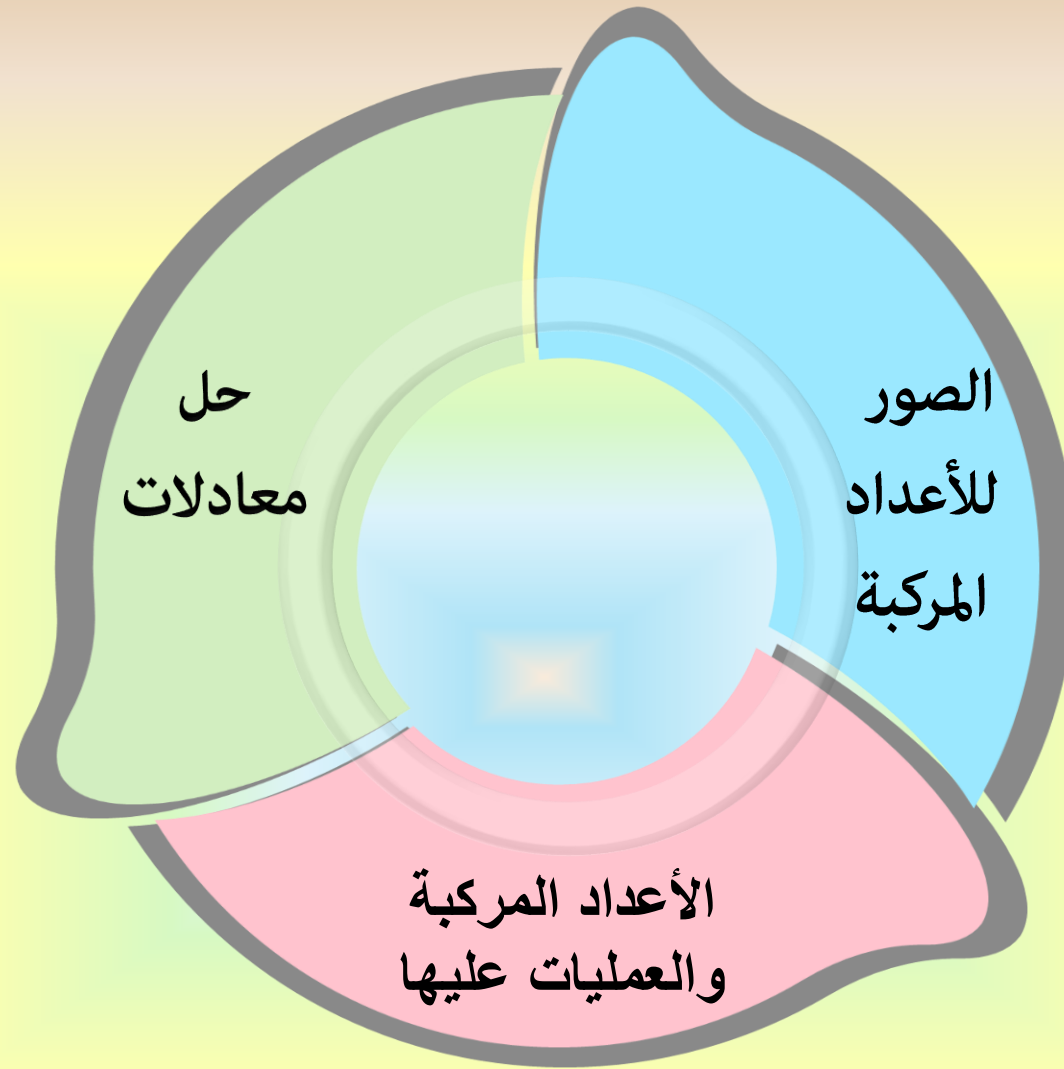 الصور
للأعداد
المركبة
حل
معادلات
الأعداد المركبة
والعمليات عليها